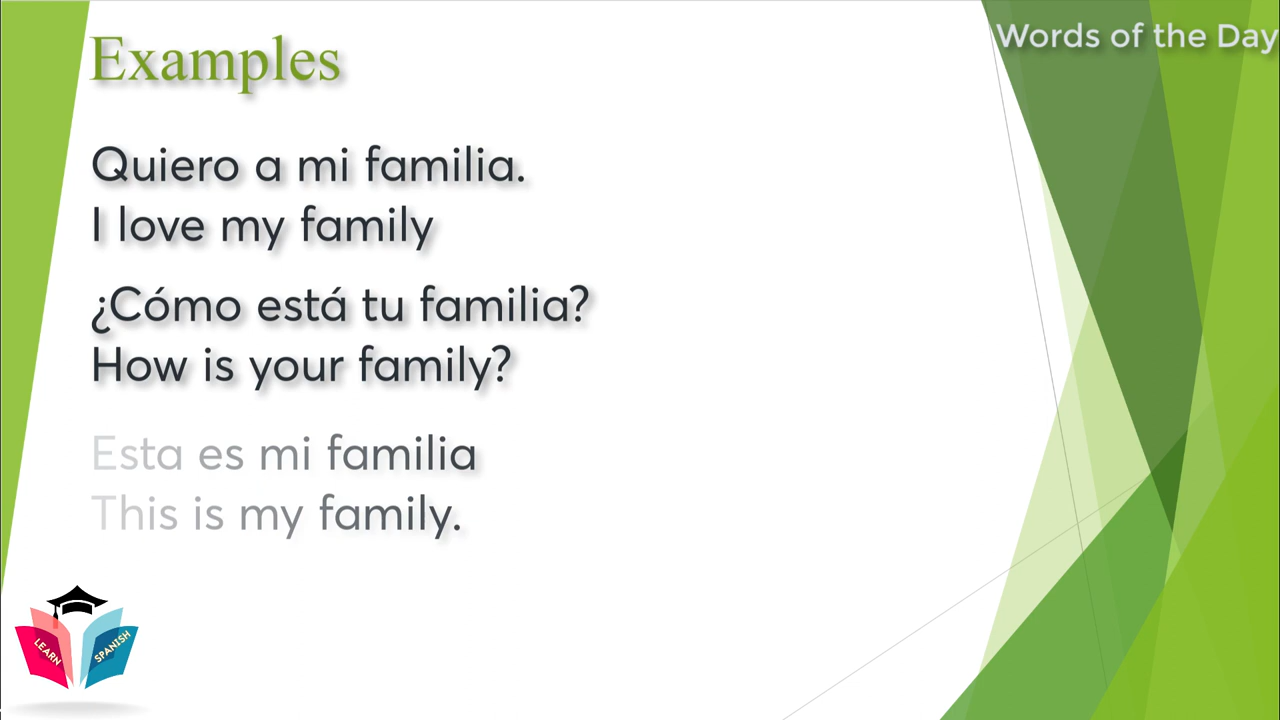 Examples
Words of the Day
Quiero a mi familia.
I love my family
¿Cómo está tu familia?
How is your family?
Esta es mi familia
This is my family.
LEARN
SPANISH